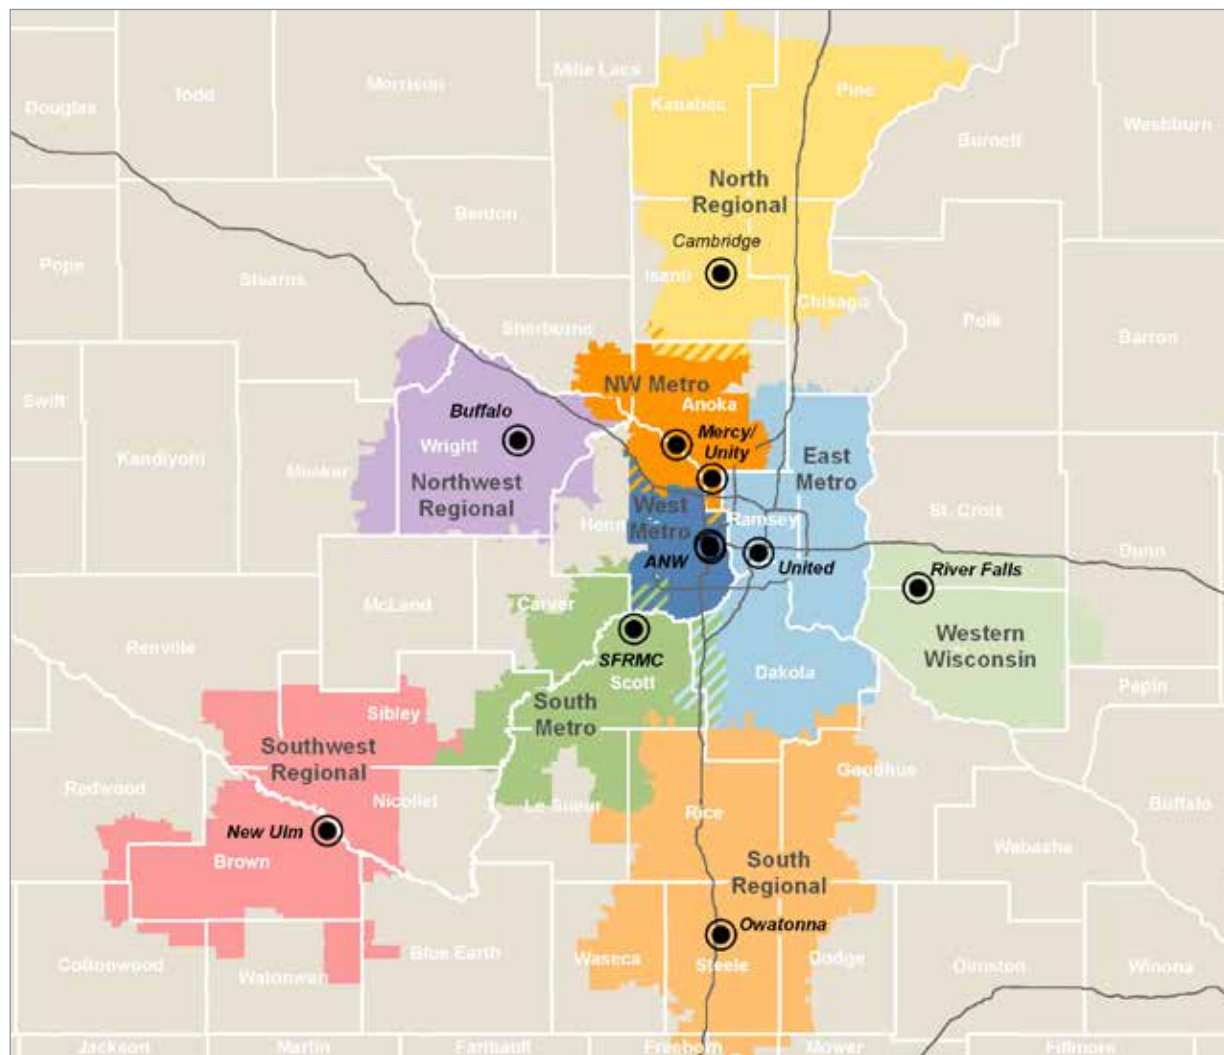 Mille Lacs
Morrison
Todd
Douglas
Kanabec
Pine
Washburn
Burnett
North
Regional
Benton
Cambridge
Pope
Stearns
Isanti
Chisago
Polk
Sherburne
Barron
NW Metro
Swift
Anoka
Buffalo
Mercy/
Unity
Wright
Kandiyohi
Meeker
East
Metro
Northwest
Regional
West
Metro
Henn
Ramsey
St. Croix
Dunn
ANW
United
River Falls
McLeod
Carver
Western
Wisconsin
Renville
SFRMC
Scott
Dakota
Pepin
South
Metro
Sibley
Southwest
Regional
Goodhue
Redwood
Nicollet
Le Sueur
Rice
Buffalo
New Ulm
Brown
Wabasha
South
Regional
Owatonna
Blue Earth
Waseca
Steele
Dodge
Cottonwood
Watonwan
Olmsted
Winona
Jackson
Martin
Faribault
Freeborn
Mower
Fillmore